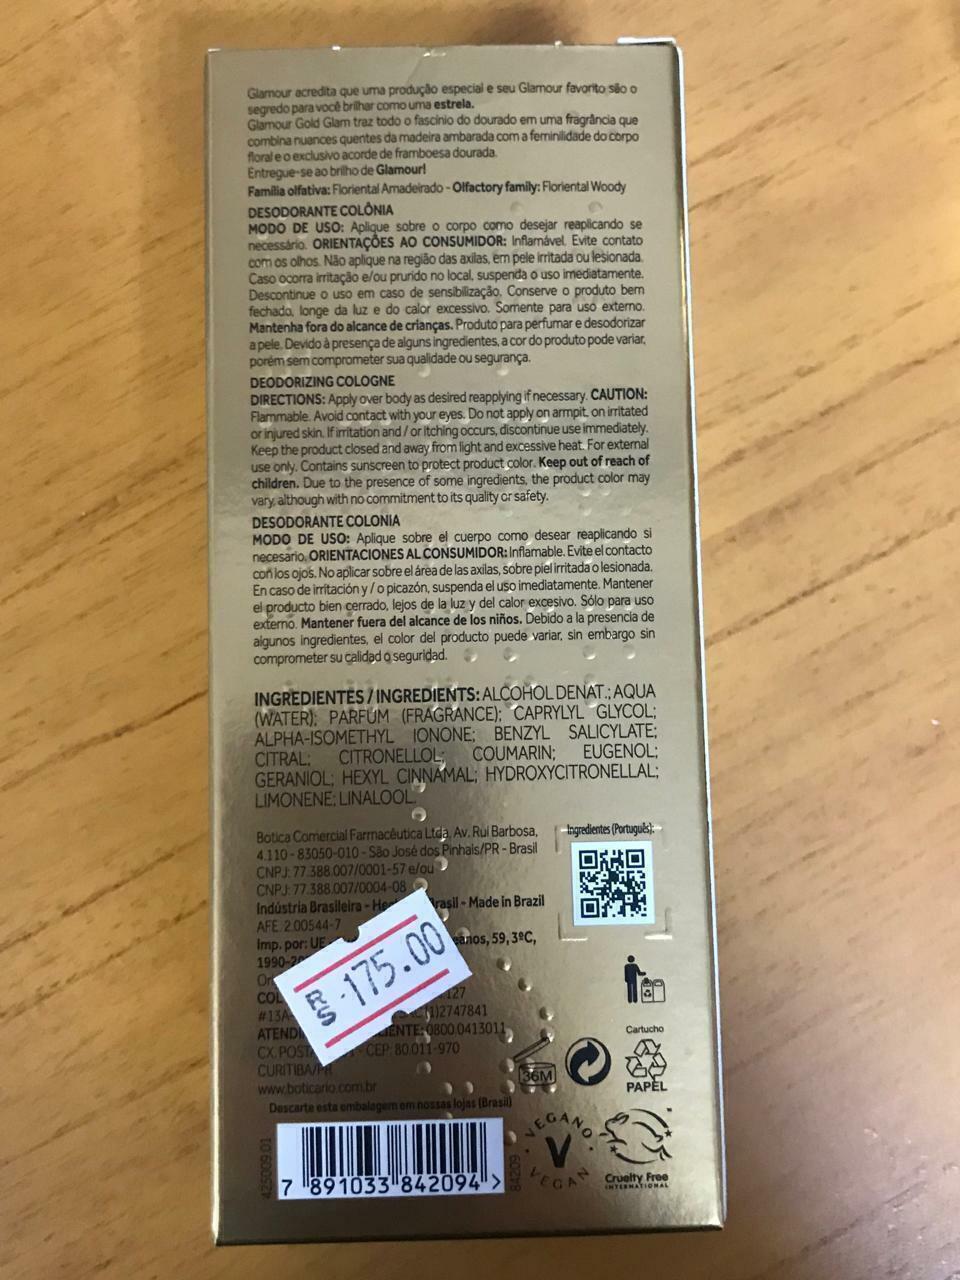 Glamour acredita que uma produção especial e seu Glamour favorito são o
segredo para você brilhar como uma estrela.
Glamour Gold Glam traz todo o fascínio do dourado em uma fragrância que
combina nuances quentes da madeira ambarada com a feminilidade do corpo
floral e o exclusivo acorde de framboesa dourada.
Entregue-se ao brilho de Glamour!
Família olfativa: Floriental Amadeirado - Olfactory family: Floriental Woody
DESODORANTE COLÔNIA
MODO DE USO: Aplique sobre o corpo como desejar reaplicando se
necessário. ORIENTAÇÕES AO CONSUMIDOR: Inflamável. Evite contato
com os olhos. Não aplique na região das axilas, em pele irritada ou lesionada.
Caso ocorra irritação e/ou prurido no local, suspenda o uso imediatamente.
Descontinue o uso em caso de sensibilização. Conserve o produto bem
fechado, longe da luz e do calor excessivo. Somente para uso externo.
Mantenha fora do alcance de crianças. Produto para perfumar e desodorizar
a pele. Devido à presença de alguns ingredientes, a cor do produto pode variar,
porém sem comprometer sua qualidade ou segurança.
DEODORIZING COLOGNE
DIRECTIONS: Apply over body as desired reapplying if necessary. CAUTION:
Flammable. Avoid contact with your eyes. Do not apply on armpit, on irritated
or injured skin. If irritation and / or itching occurs, discontinue use immediately.
Keep the product closed and away from light and excessive heat. For external
use only. Contains sunscreen to protect product color. Keep out of reach of
children. Due to the presence of some ingredients, the product color may
vary, although with no commitment to its quality or safety.
DESODORANTE COLONIA
MODO DE USO: Aplique sobre el cuerpo como desear reaplicando si
necesario. ORIENTACIONES AL CONSUMIDOR: Inflamable. Evite el contacto
con los ojos. No aplicar sobre el área de las axilas, sobre piel irritada o lesionada.
En caso de irritación y / o picazón, suspenda el uso imediatamente. Mantener
el producto bien cerrado, lejos de la luz y del calor excesivo. Sólo para uso
externo. Mantener fuera del alcance de los niños. Debido a la presencia de
algunos ingredientes, el color del producto puede variar, sin embargo sin
comprometer su calidad o seguridad.
INGREDIENTES / INGREDIENTS: ALCOHOL DENAT.; AQUA
(WATER); PARFUM (FRAGRANCE); CAPRYLYL GLYCOL;
ALPHA-ISOMETHYL IONONE; BENZYL SALICYLATE;
CITRAL; CITRONELLOL; COUMARIN; EUGENOL;
GERANIOL; HEXYL CINNAMAL; HYDROXYCITRONELLAL;
LIMONENE; LINALOOL.
Botica Comercial Farmacêutica Ltda, Av. Rui Barbosa,
4.110 - 83050-010 - São José dos Pinhais/PR - Brasil
CNPJ: 77.388.007/0001-57 e/ou
CNPJ: 77.388.007/0004-08
Indústria Brasileira - Brasil - Made in Brazil
AFE. 2.00544-7
Imp. por: UE 59, 3ºC,
R$ -175.00
#13A- 2747841
0800.0413011
CX. POST - CEP: 80.011-970
CURITIBA/PR
www.boticario.com.br
Descarte esta embalagem em nossas lojas (Brasil)
Ingredientes (Português):
Cartucho
PAPEL
36M
VEGANO
V
VEGAN
Cruelty Free
INTERNATIONAL
425009.01
84209
7 891033 842094 >